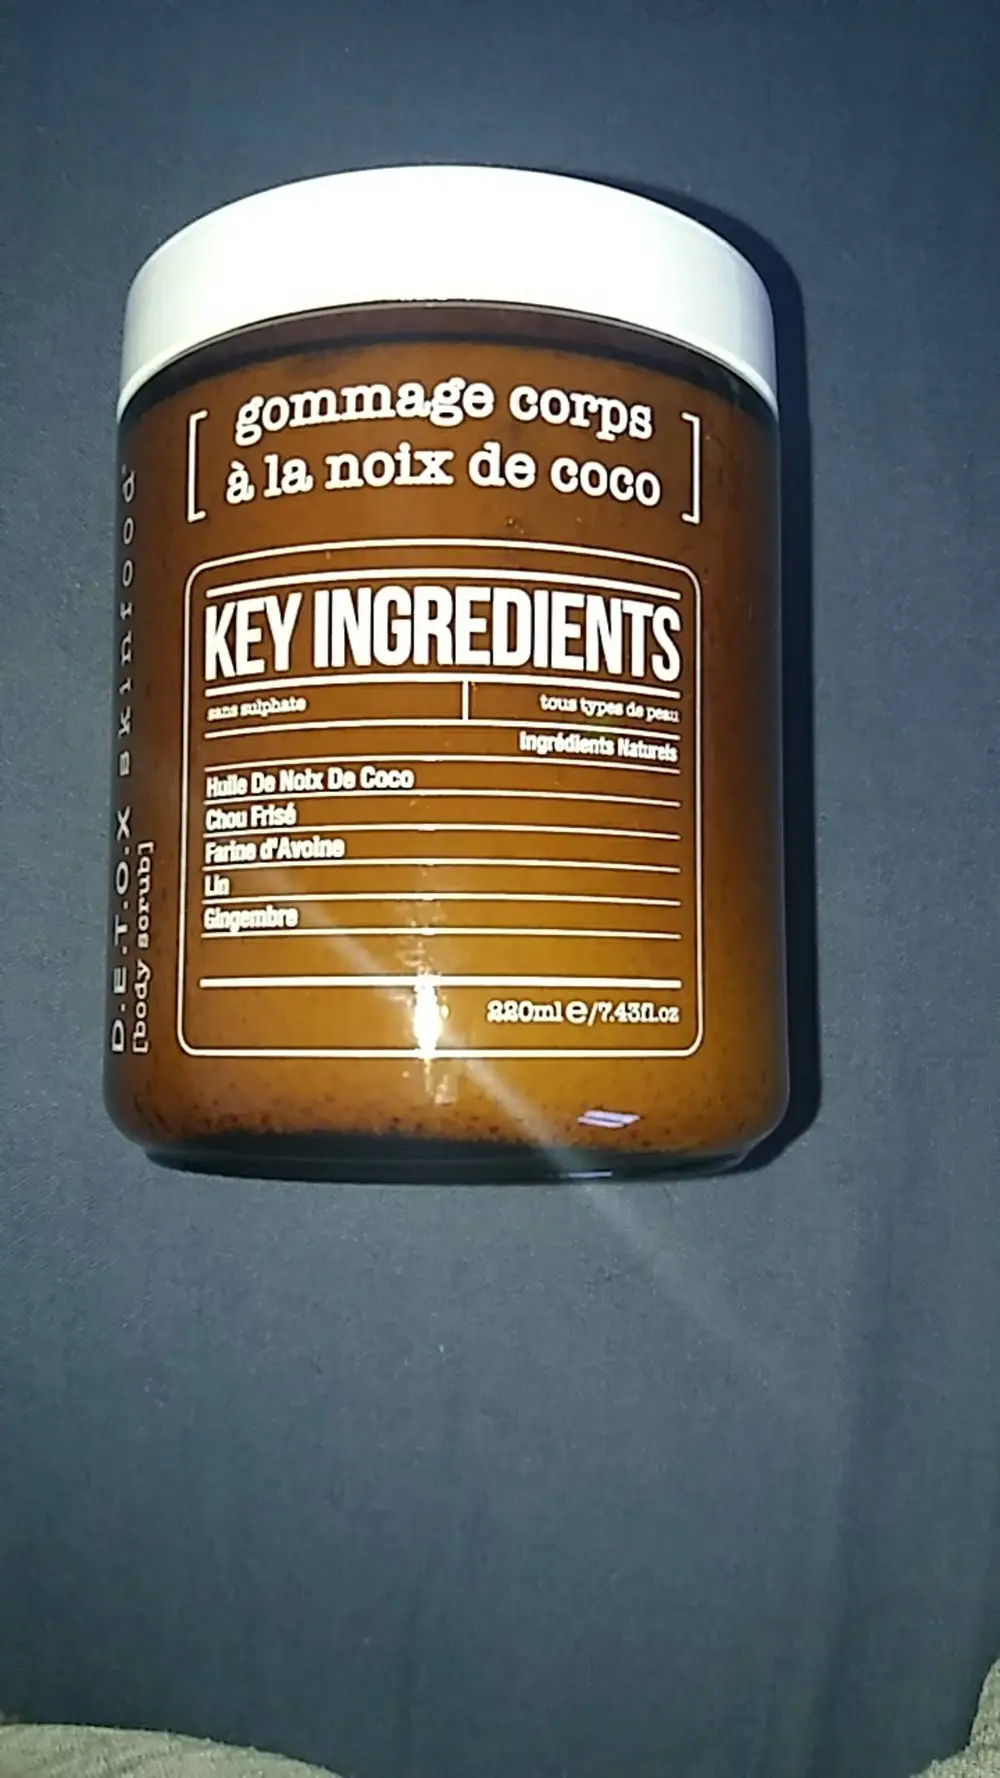 [ gommage corps
à la noix de coco ]
KEY INGREDIENTS
sans sulphate
tous types de peau
Ingrédients Naturels
Huile De Noix De Coco
Chou Frisé
Farine d'Avoine
Lin
Gingembre
220ml e/7.43fl.oz
D.E.T.O.X skinfood
[body scrub]